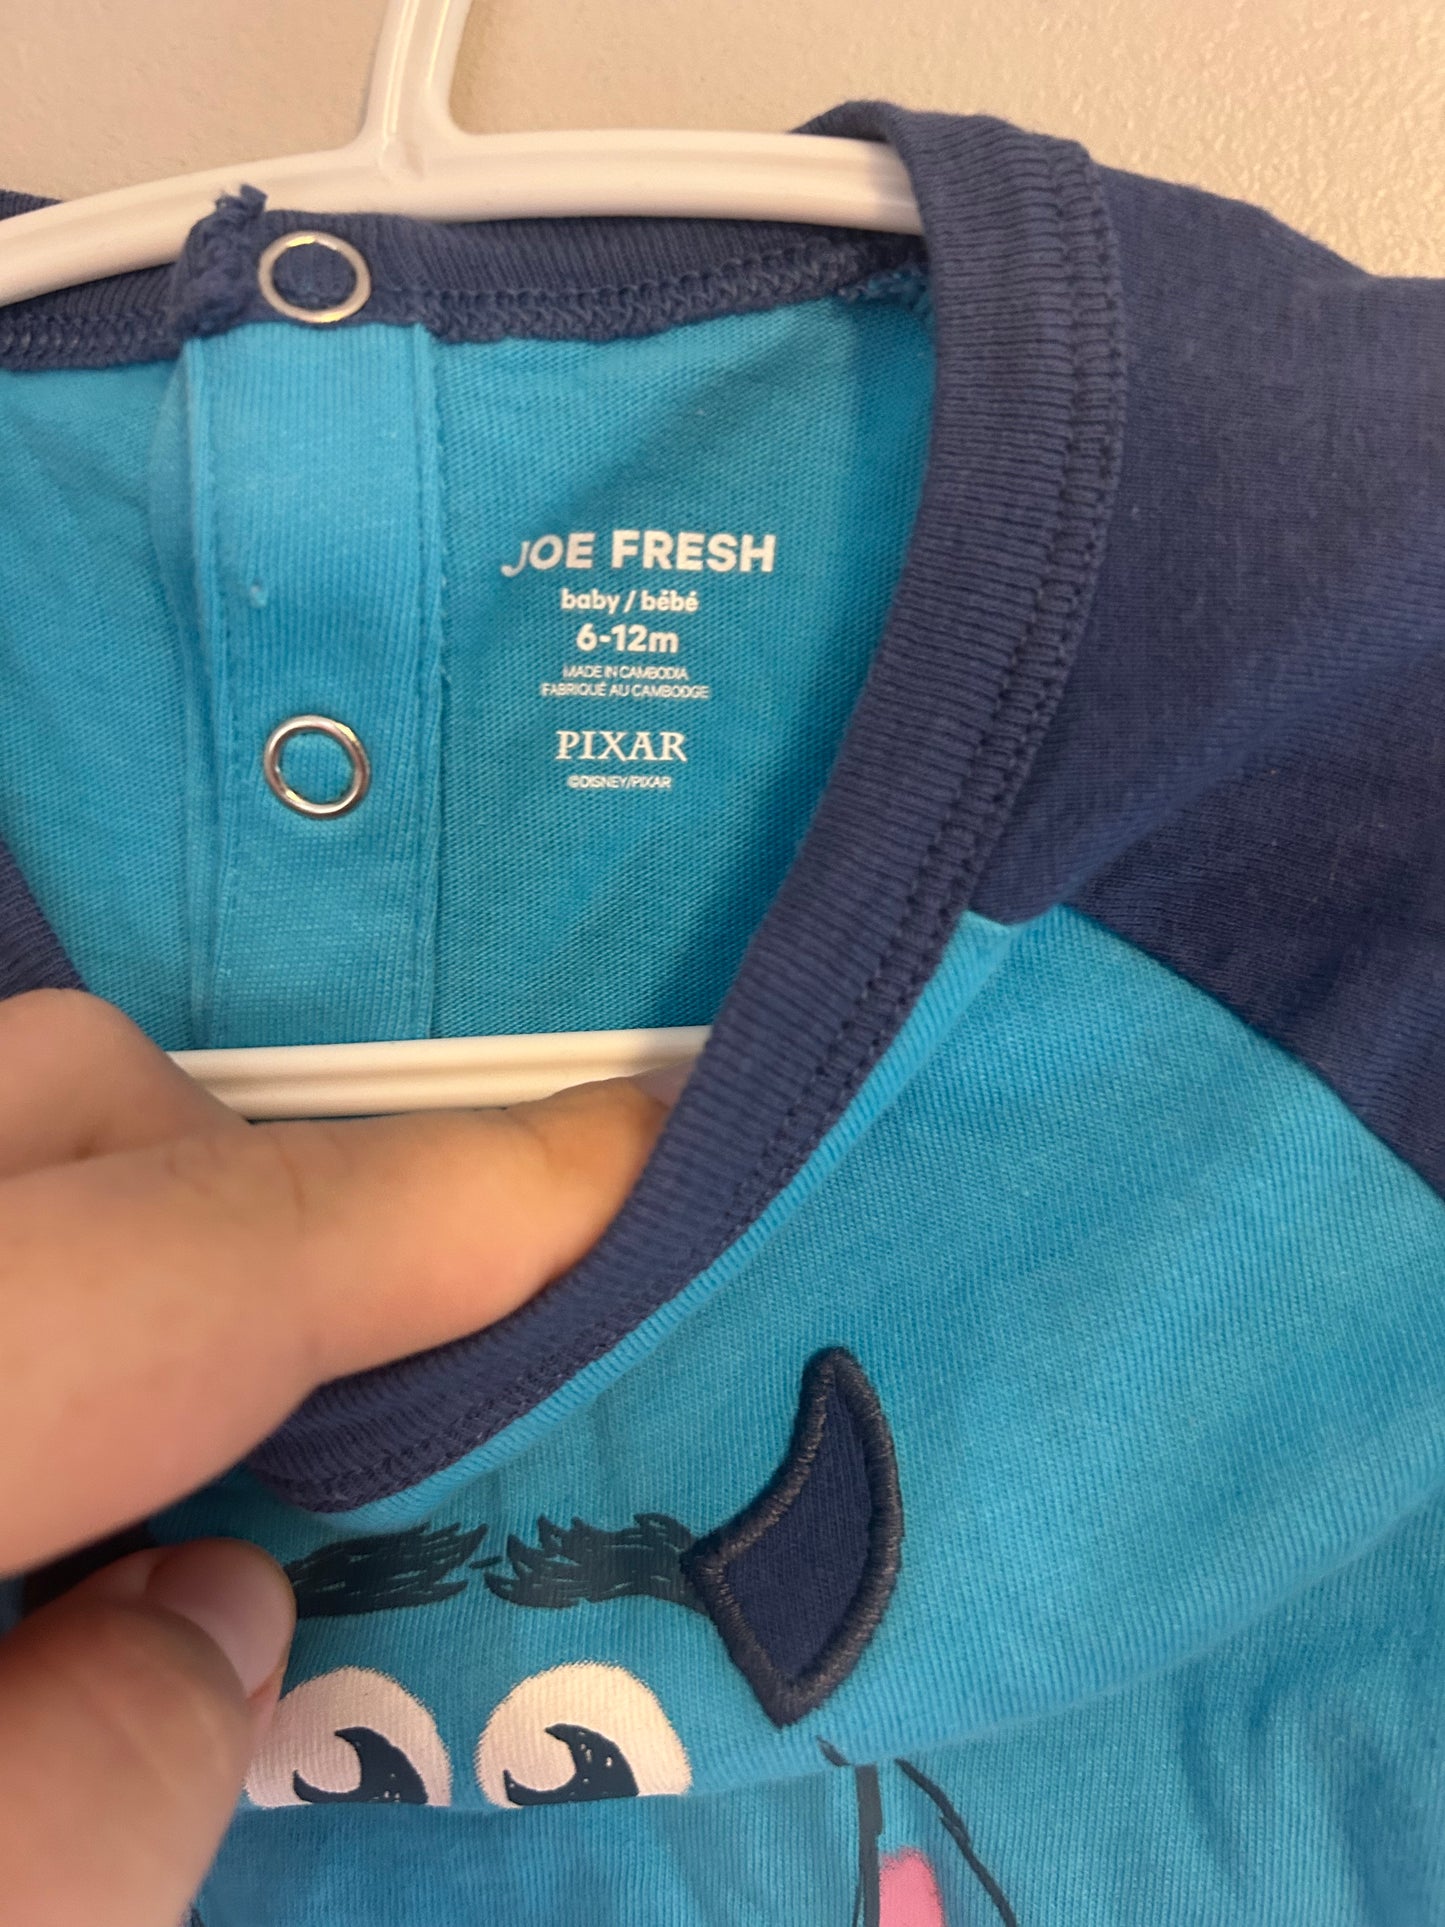 JOE FRESH
baby / bébé
6-12m
MADE IN CAMBODIA
FABRIQUÉ AU CAMBODGE
PIXAR
©DISNEY/PIXAR